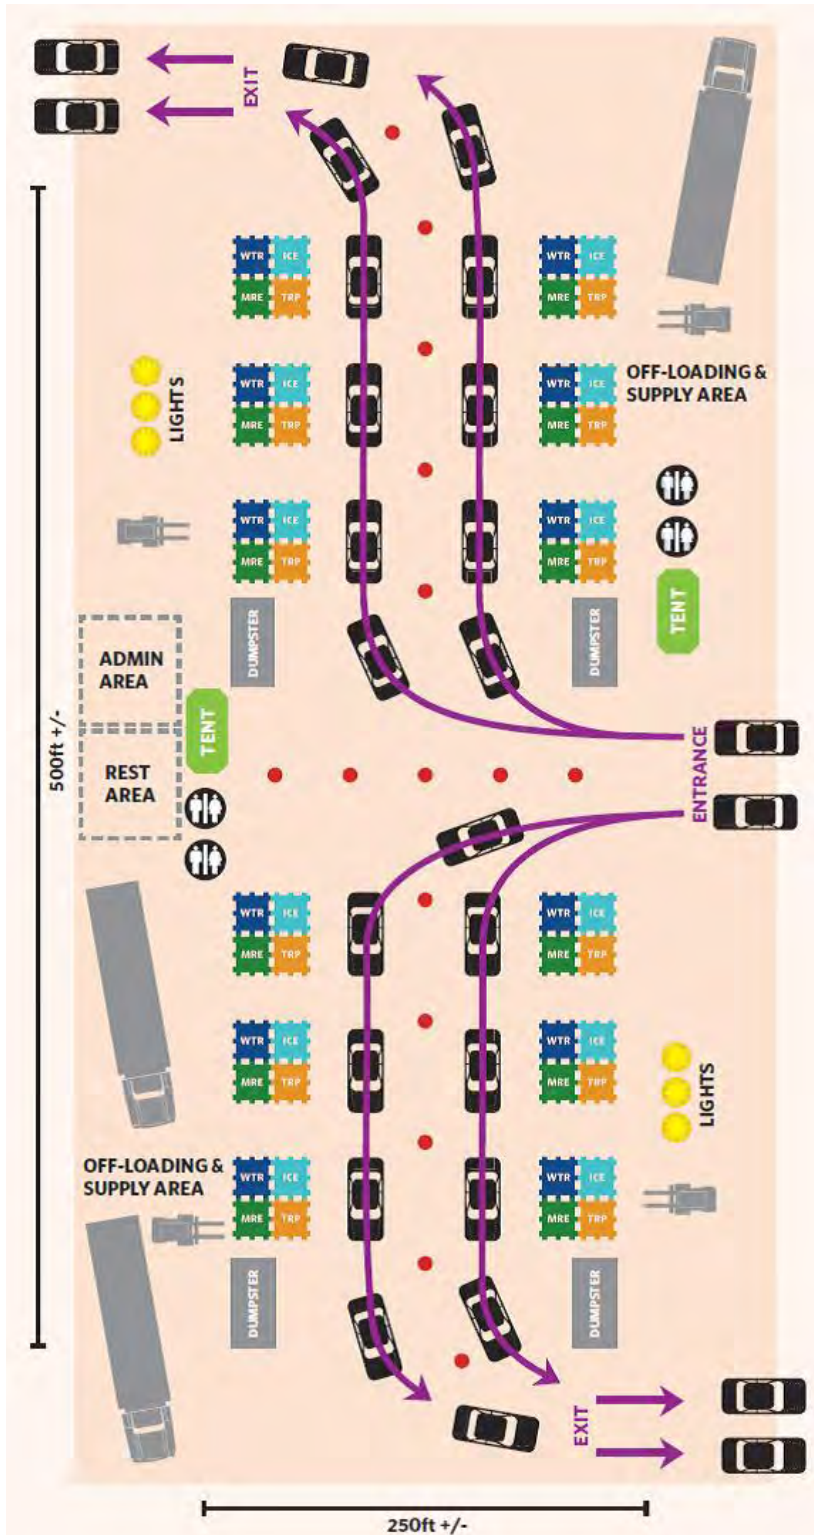 EXIT
WTR ICE
MRE TRP
WTR ICE
MRE TRP
WTR ICE
MRE TRP
OFF-LOADING &
SUPPLY AREA
LIGHTS
WTR ICE
MRE TRP
WTR ICE
MRE TRP
WTR ICE
MRE TRP
DUMPSTER
DUMPSTER
TENT
ADMIN
AREA
TENT
500ft +/-
REST
AREA
ENTRANCE
WTR ICE
MRE TRP
WTR ICE
MRE TRP
WTR ICE
MRE TRP
WTR ICE
MRE TRP
LIGHTS
OFF-LOADING &
SUPPLY AREA
WTR ICE
MRE TRP
WTR ICE
MRE TRP
DUMPSTER
DUMPSTER
EXIT
250ft +/-